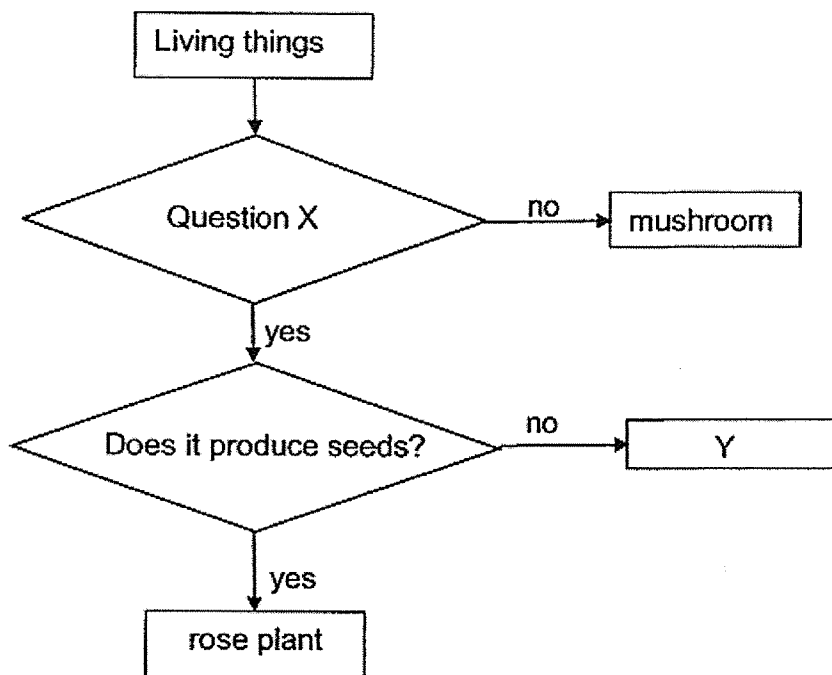 Living things
Question X
no
mushroom
yes
Does it produce seeds?
no
Y
yes
rose plant